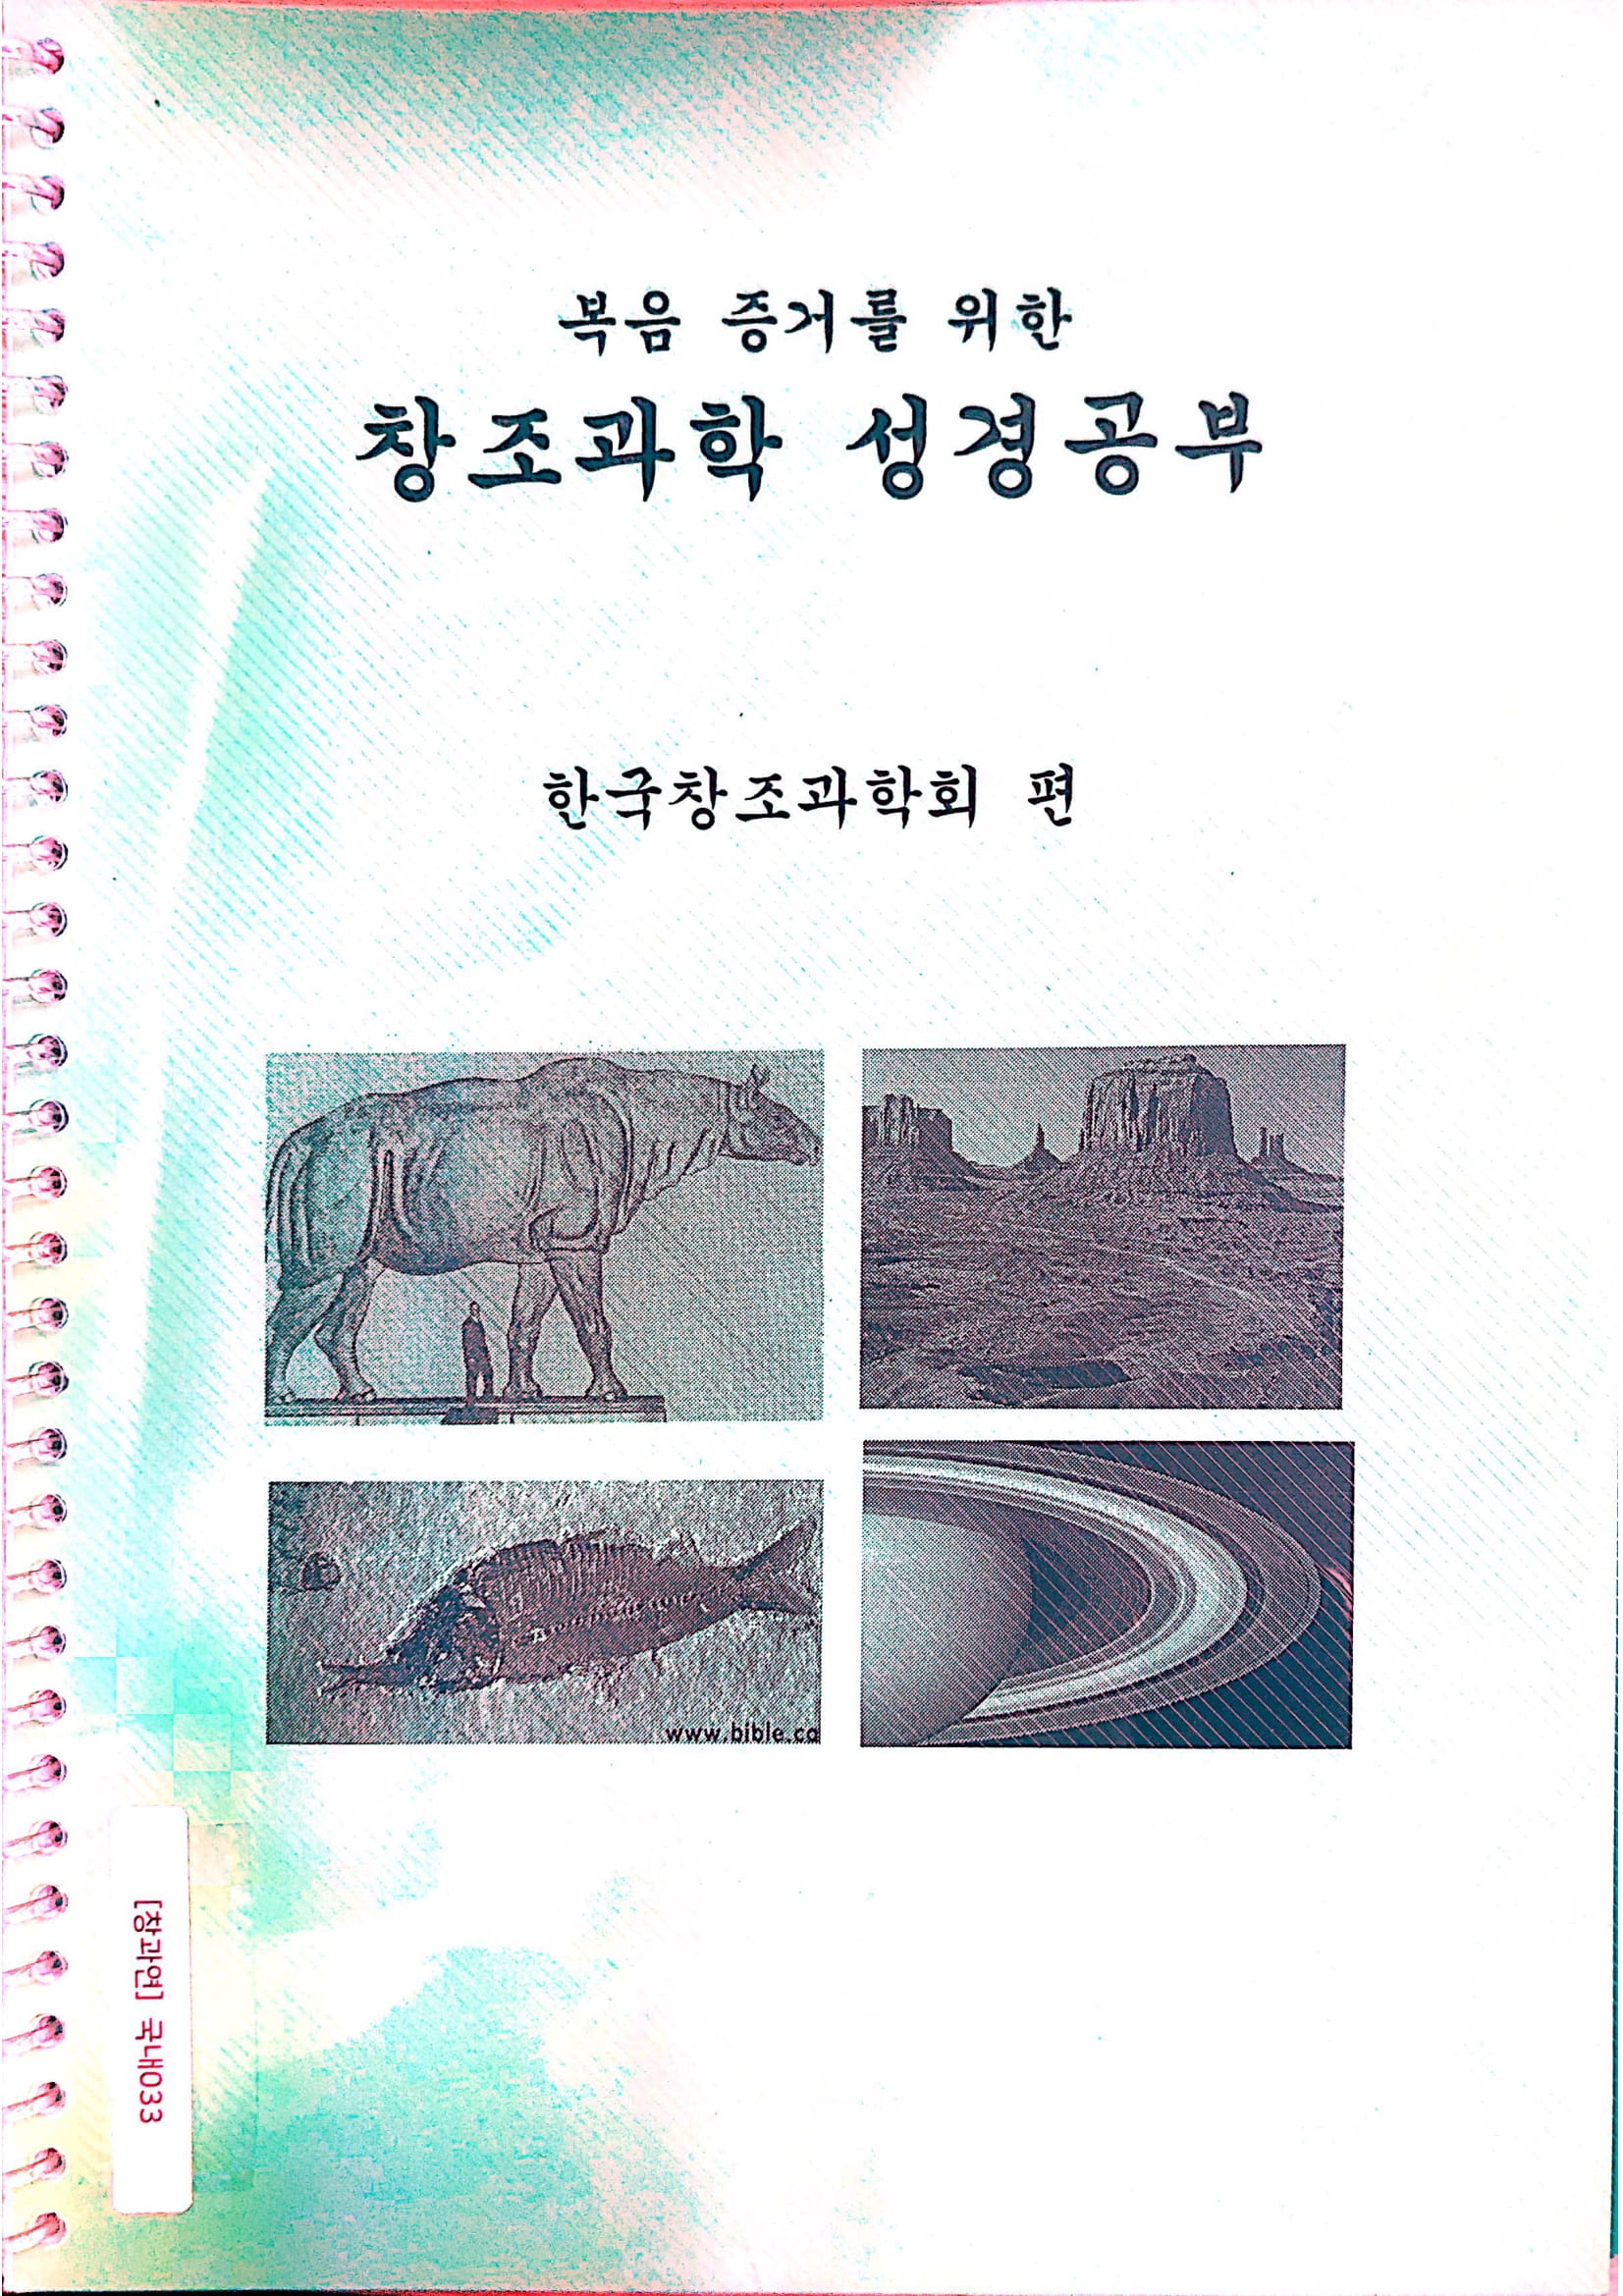 복음 증거를 위한
창조과학 성경공부
한국창조과학회 편
www.bible.ca
[창과연] 국내033